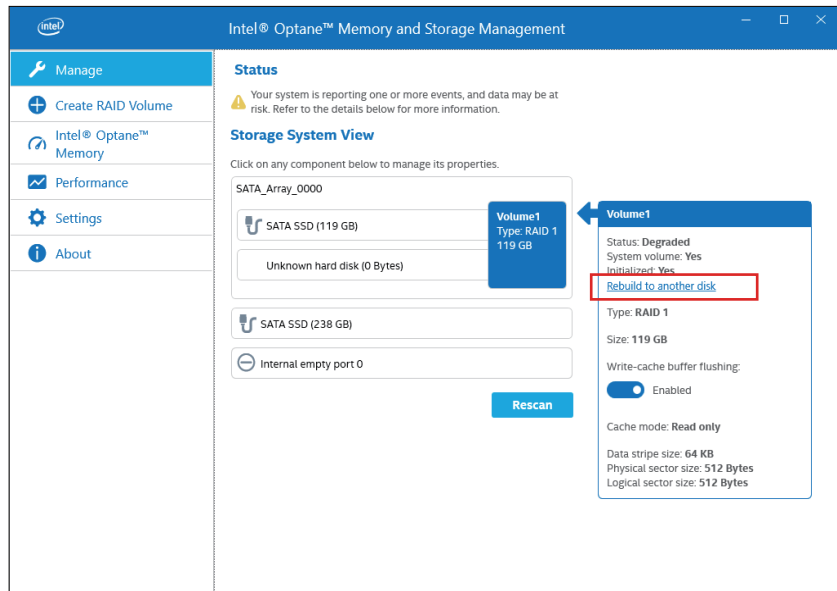 intel
Intel® Optane™ Memory and Storage Management
Manage
Create RAID Volume
Intel® Optane™
Memory
Performance
Settings
About
Status
Your system is reporting one or more events, and data may be at
risk. Refer to the details below for more information.
Storage System View
Click on any component below to manage its properties.
SATA_Array_0000
SATA SSD (119 GB)
Unknown hard disk (0 Bytes)
Volume1
Type: RAID 1
119 GB
SATA SSD (238 GB)
Internal empty port 0
Rescan
Volume1
Status: Degraded
System volume: Yes
Initialized: Yes
Rebuild to another disk
Type: RAID 1
Size: 119 GB
Write-cache buffer flushing:
Enabled
Cache mode: Read only
Data stripe size: 64 KB
Physical sector size: 512 Bytes
Logical sector size: 512 Bytes